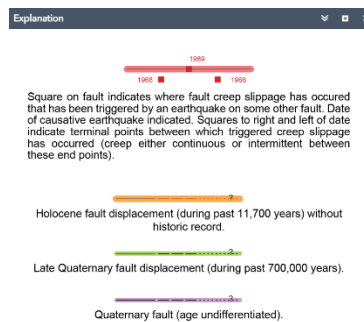 Explanation
1989
1968 1968
Square on fault indicates where fault creep slippage has occured
that has been triggered by an earthquake on some other fault. Date
of causative earthquake indicated. Squares to right and left of date
indicate terminal points between which triggered creep slippage
has occurred (creep either continuous or intermittent between
these end points).
?
Holocene fault displacement (during past 11,700 years) without
historic record.
?
Late Quaternary fault displacement (during past 700,000 years).
?
Quaternary fault (age undifferentiated).